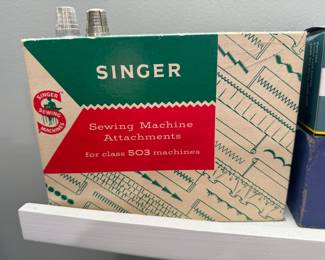 SINGER
SINGER
SEWING
MACHINES
Sewing Machine
Attachments
for class 503 machines